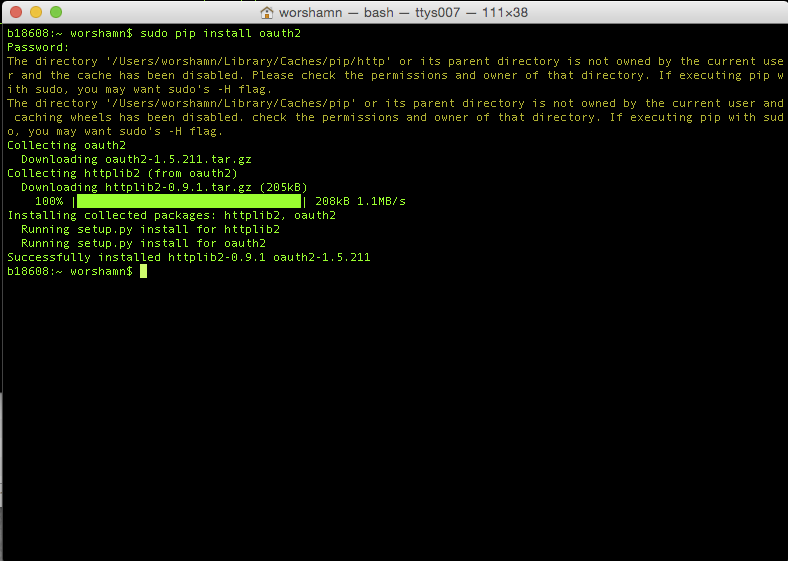 worshamn — bash — ttys007 — 111×38
b18608:~ worshamn$ sudo pip install oauth2
Password:
The directory '/Users/worshamn/Library/Caches/pip/http' or its parent directory is not owned by the current use
r and the cache has been disabled. Please check the permissions and owner of that directory. If executing pip w
ith sudo, you may want sudo's -H flag.
The directory '/Users/worshamn/Library/Caches/pip' or its parent directory is not owned by the current user and
 caching wheels has been disabled. check the permissions and owner of that directory. If executing pip with sud
o, you may want sudo's -H flag.
Collecting oauth2
  Downloading oauth2-1.5.211.tar.gz
Collecting httplib2 (from oauth2)
  Downloading httplib2-0.9.1.tar.gz (205kB)
    100% |████████████████████████████████| 208kB 1.1MB/s
Installing collected packages: httplib2, oauth2
  Running setup.py install for httplib2
  Running setup.py install for oauth2
Successfully installed httplib2-0.9.1 oauth2-1.5.211
b18608:~ worshamn$